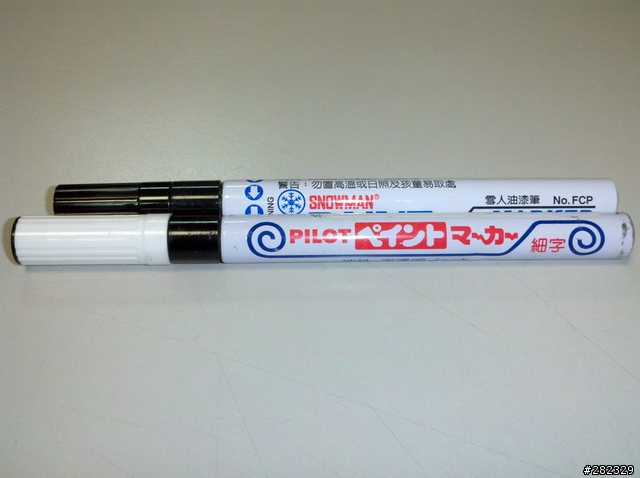 警告：勿置高溫或日照及孩童易取處
SNOWMAN®
雪人油漆筆 No. FCP
MARKER
PILOT ペイントマーカー 細字
#282329